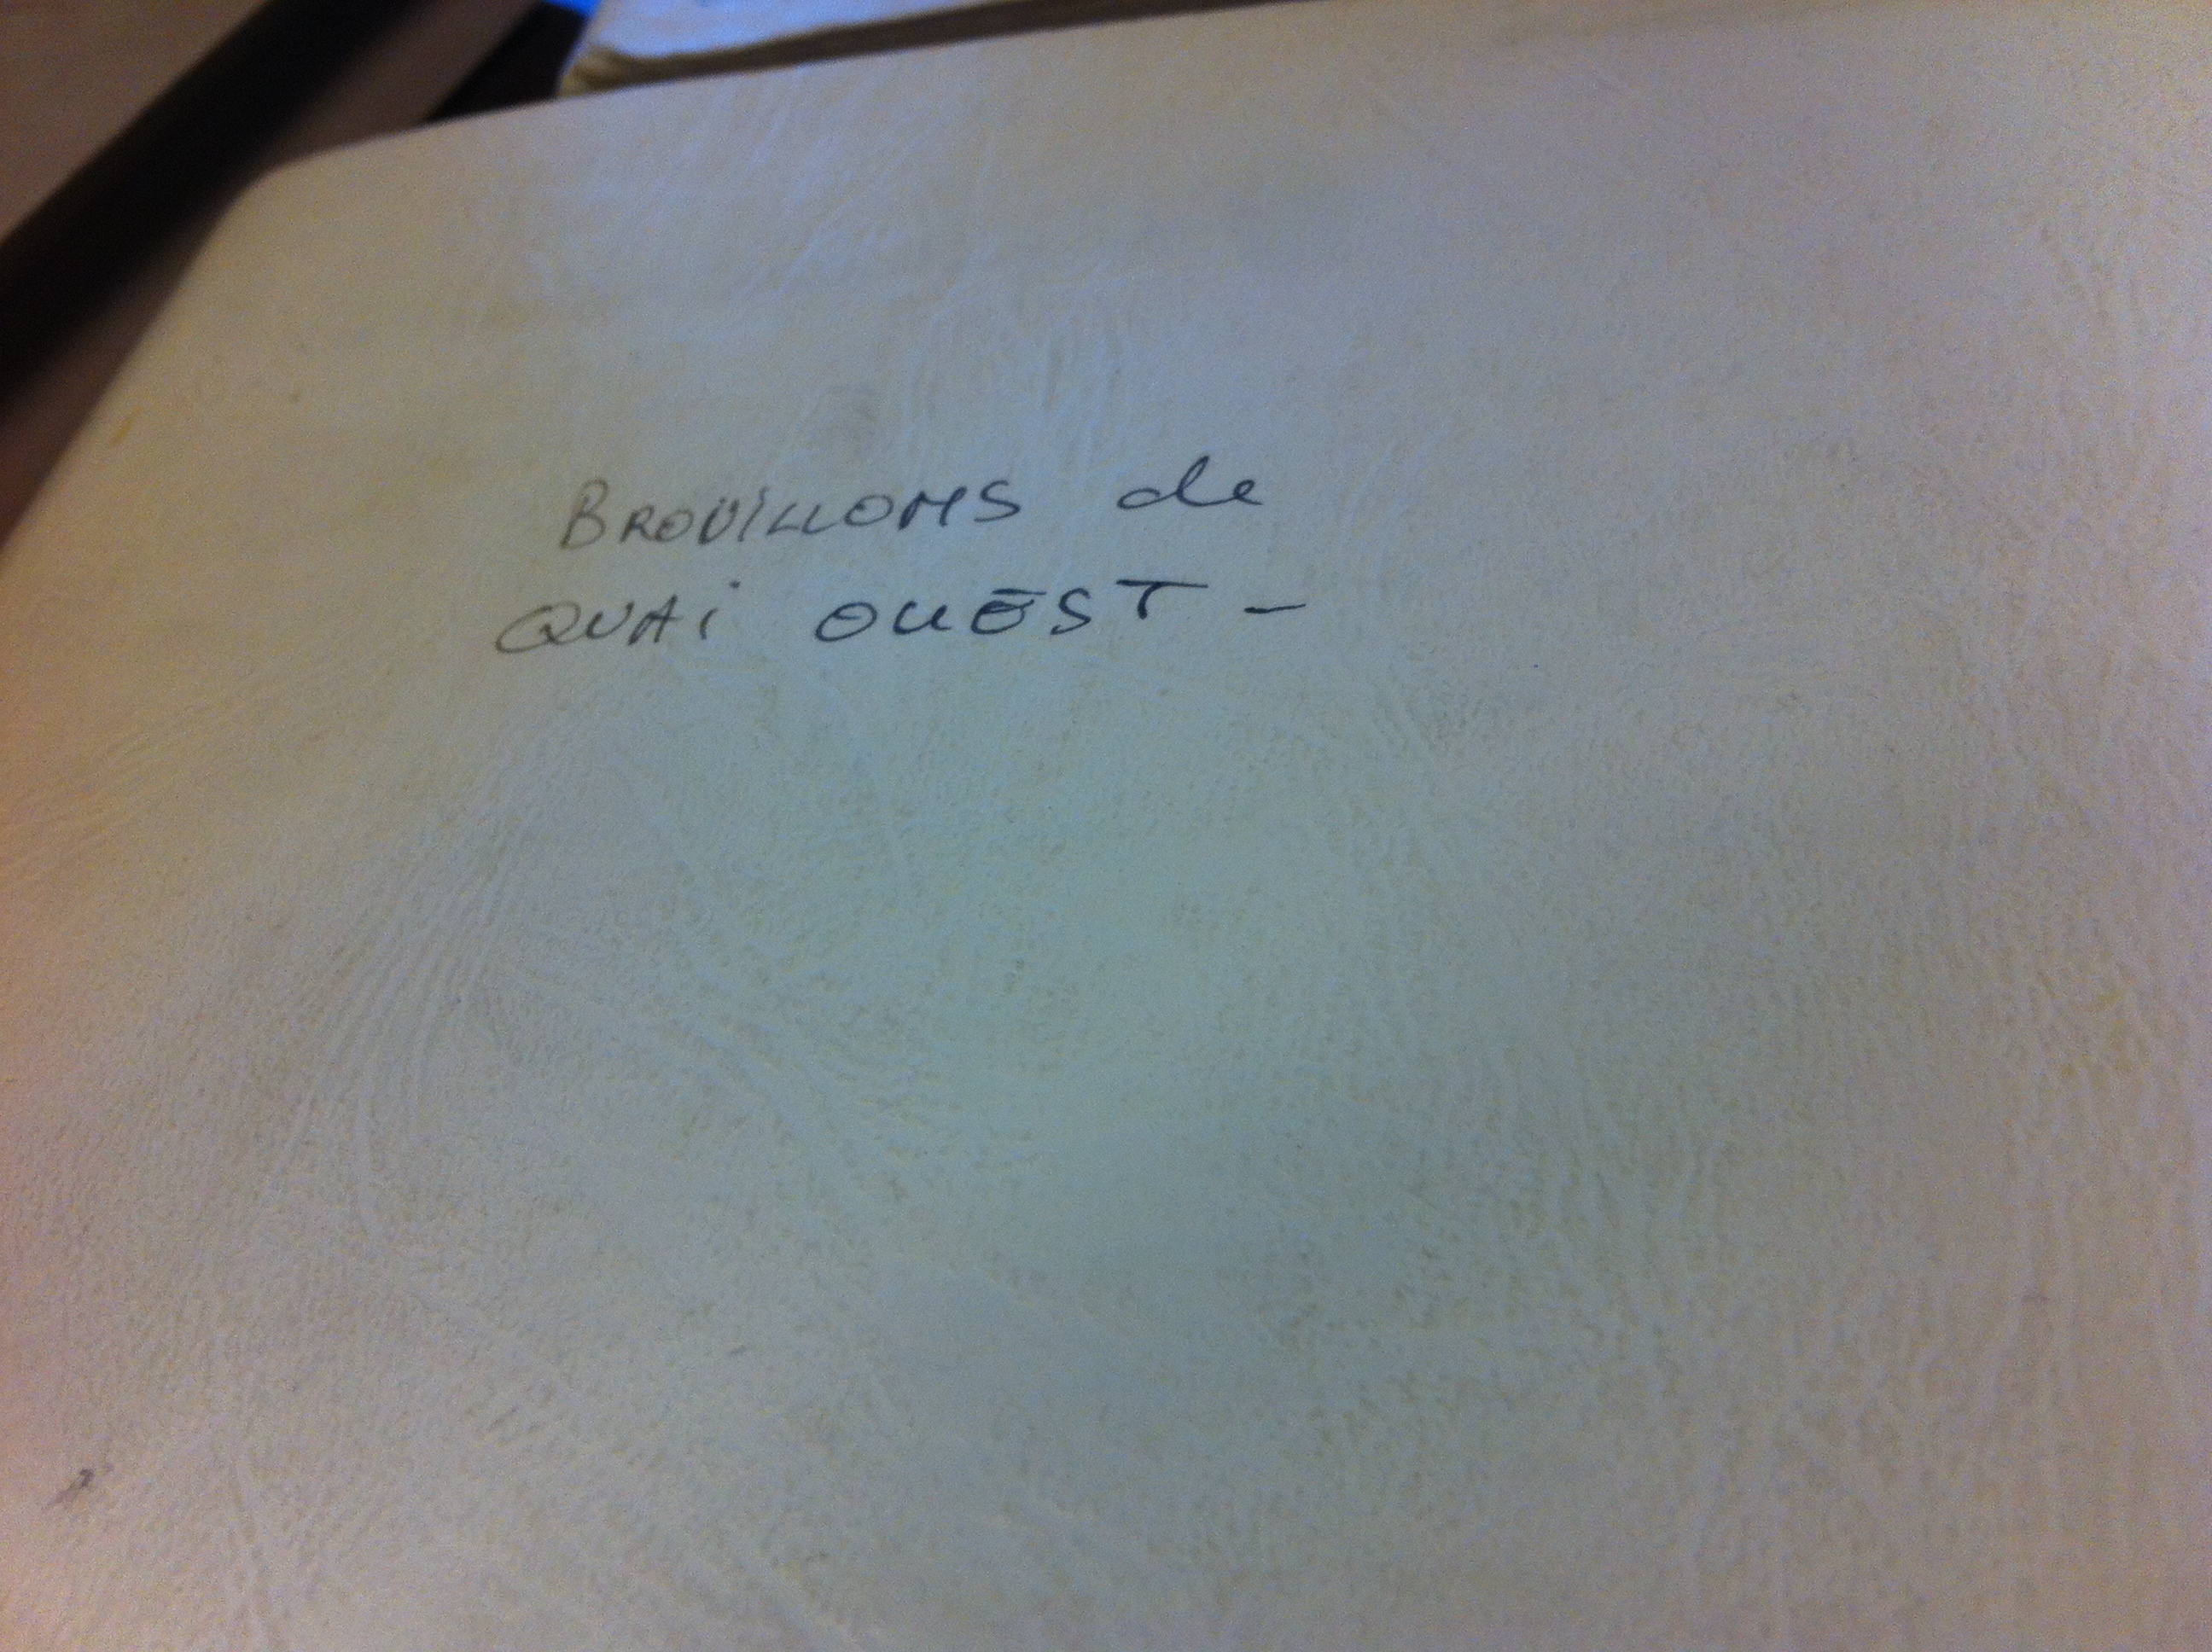 BROUILLONS de
QUAi OUEST -